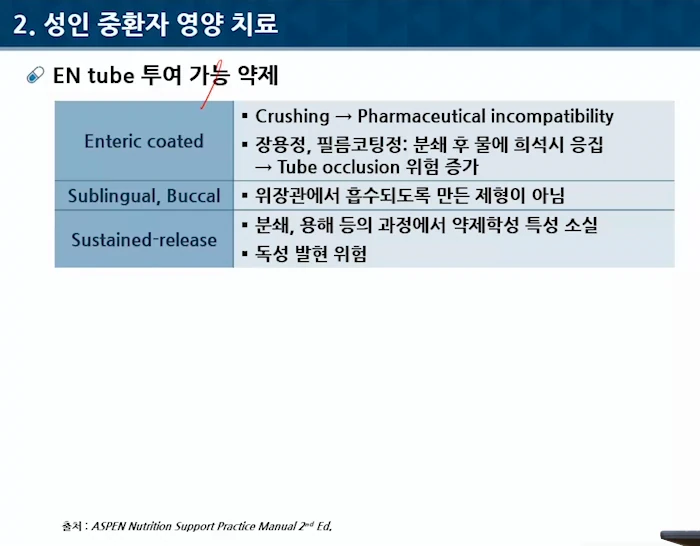 2. 성인 중환자 영양 치료
EN tube 투여 가능 약제
Enteric coated
▪ Crushing → Pharmaceutical incompatibility
▪ 장용정, 필름코팅정: 분쇄 후 물에 희석시 응집
→ Tube occlusion 위험 증가
Sublingual, Buccal
▪ 위장관에서 흡수되도록 만든 제형이 아님
Sustained-release
▪ 분쇄, 용해 등의 과정에서 약제학성 특성 소실
▪ 독성 발현 위험
출처 : ASPEN Nutrition Support Practice Manual 2nd Ed.